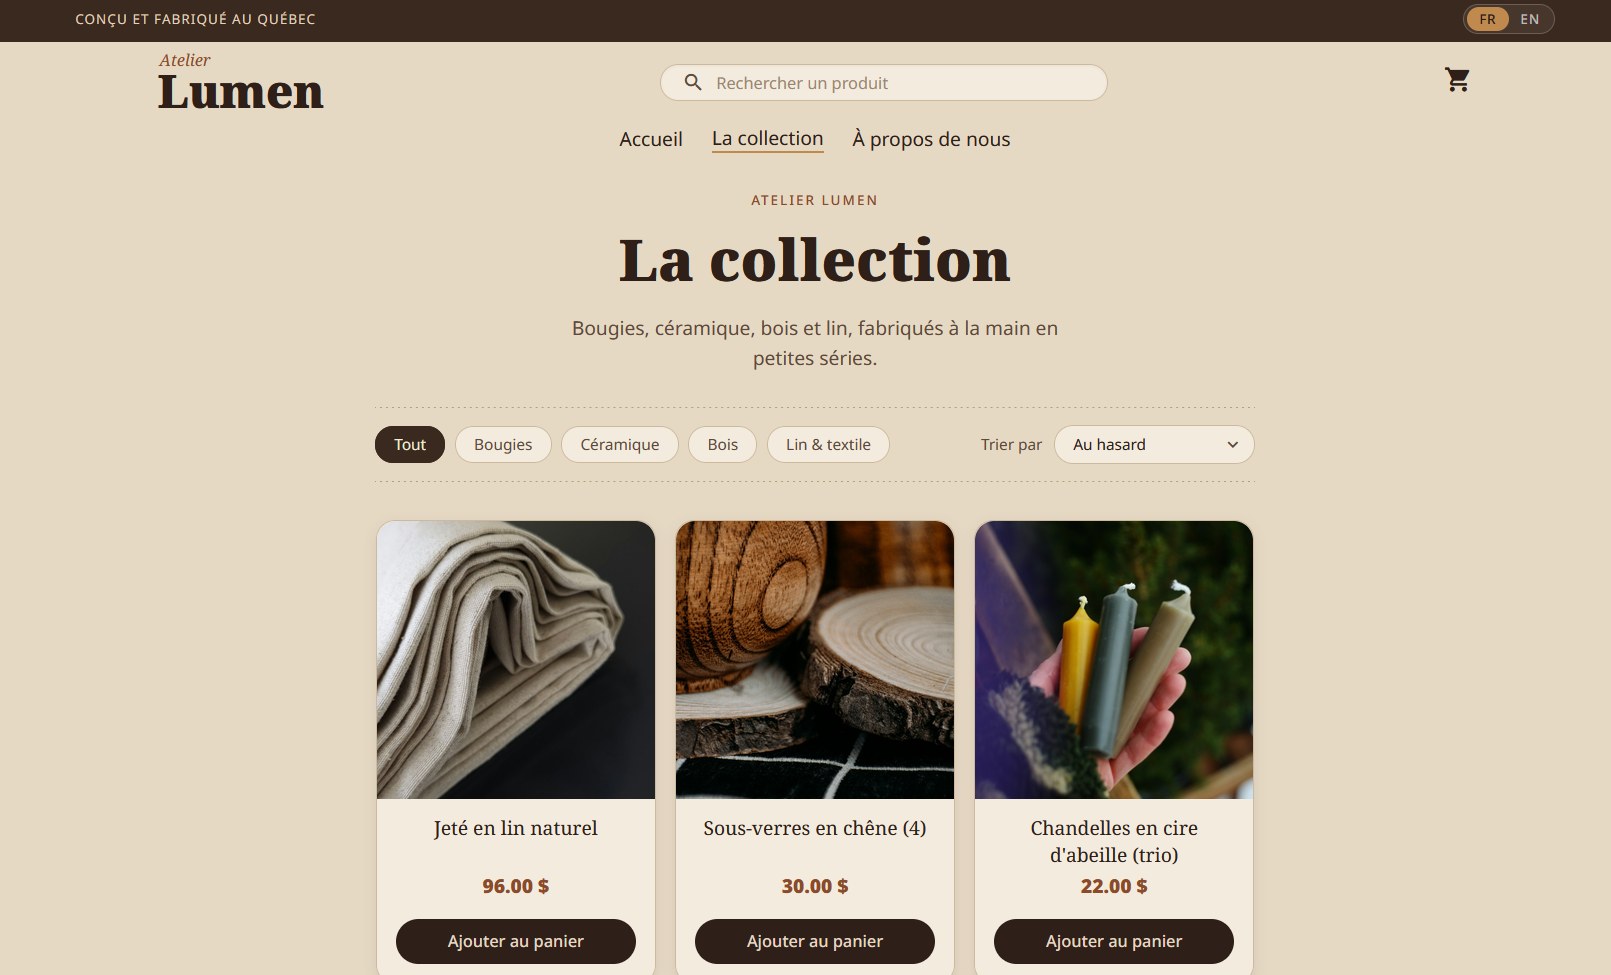 CONÇU ET FABRIQUÉ AU QUÉBEC
FR EN
Atelier
Lumen
Rechercher un produit
Accueil La collection À propos de nous
ATELIER LUMEN
La collection
Bougies, céramique, bois et lin, fabriqués à la main en
petites séries.
Tout Bougies Céramique Bois Lin & textile Trier par Au hasard
Jeté en lin naturel
96.00 $
Ajouter au panier
Sous-verres en chêne (4)
30.00 $
Ajouter au panier
Chandelles en cire
d'abeille (trio)
22.00 $
Ajouter au panier